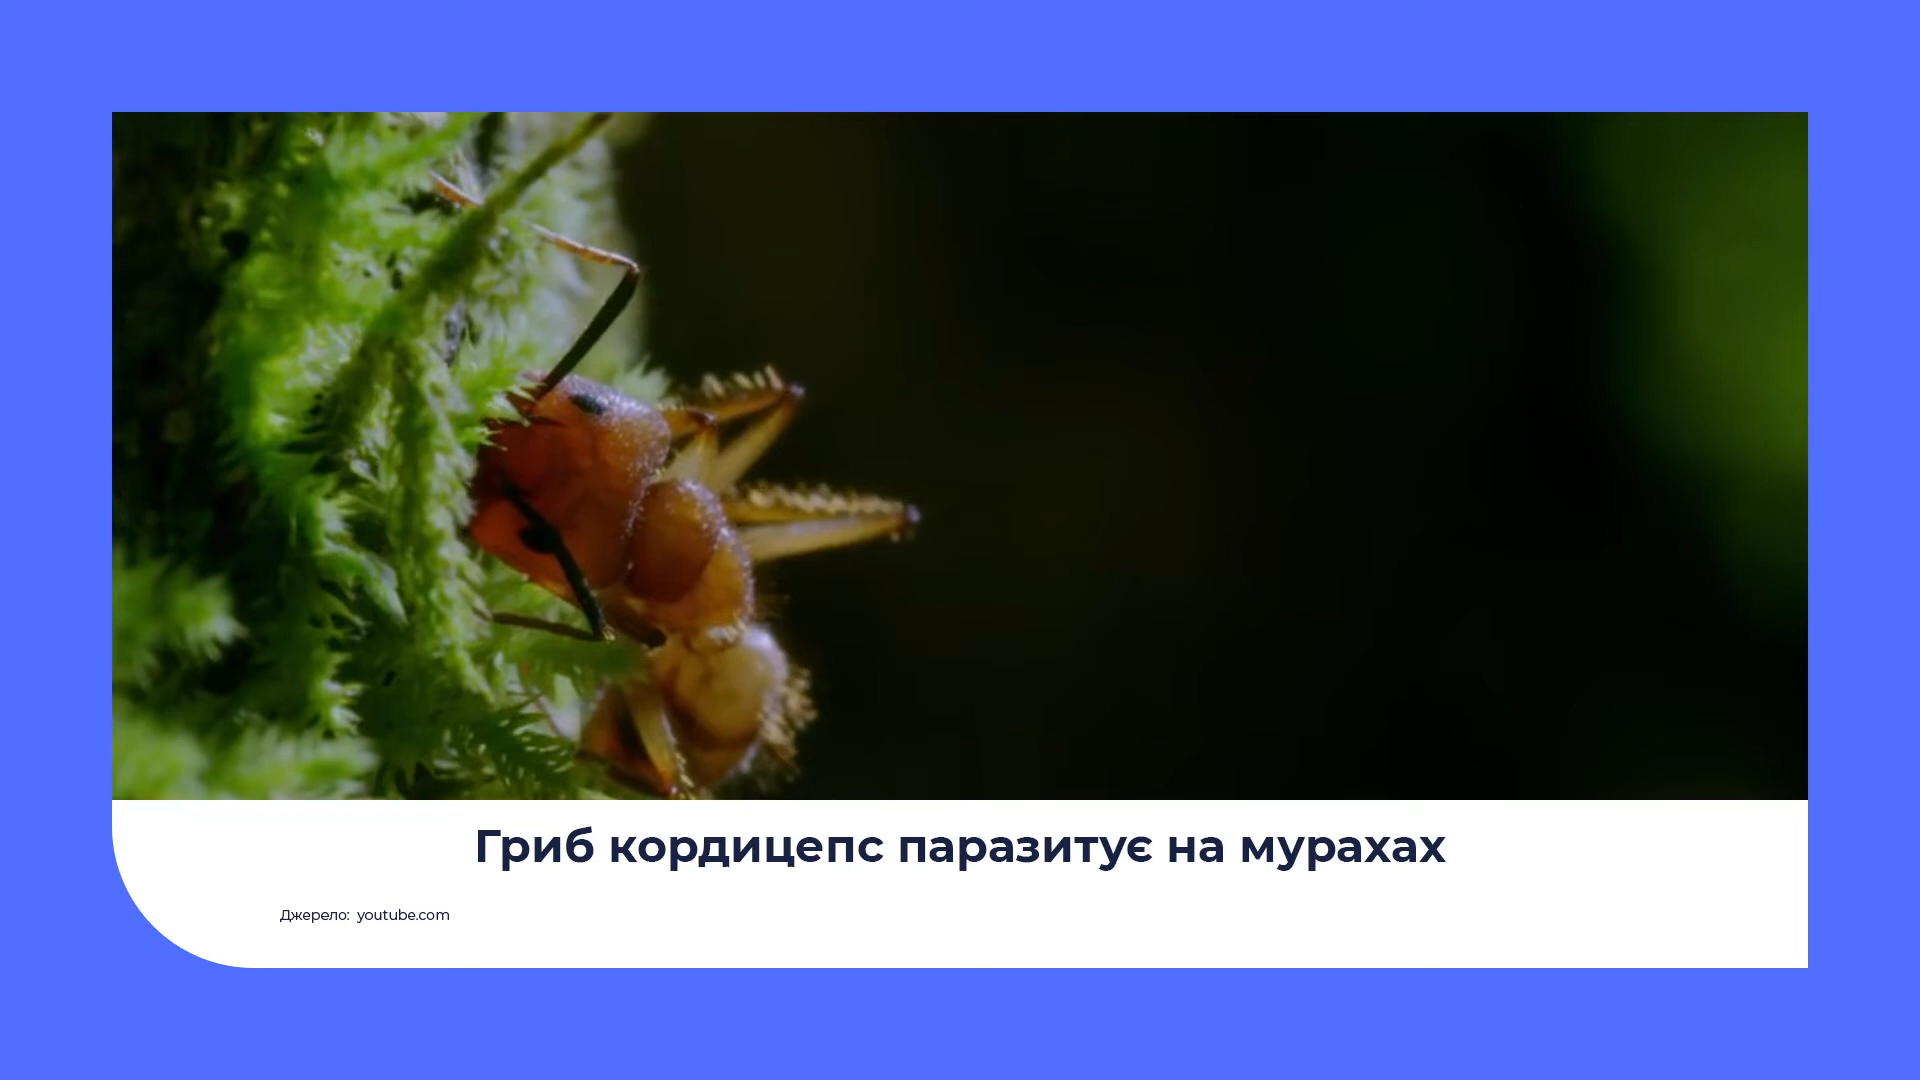 Гриб кордицепс паразитує на мурахах
Джерело: youtube.com